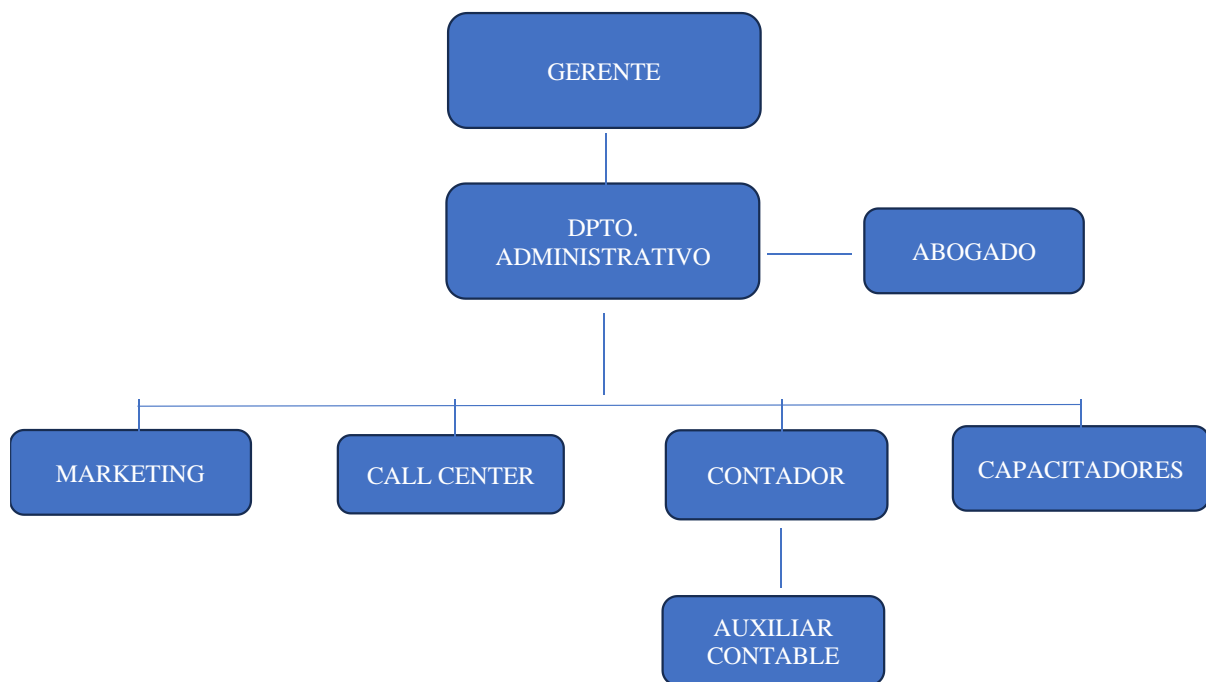 GERENTE
DPTO.
ADMINISTRATIVO
ABOGADO
MARKETING
CALL CENTER
CONTADOR
CAPACITADORES
AUXILIAR
CONTABLE